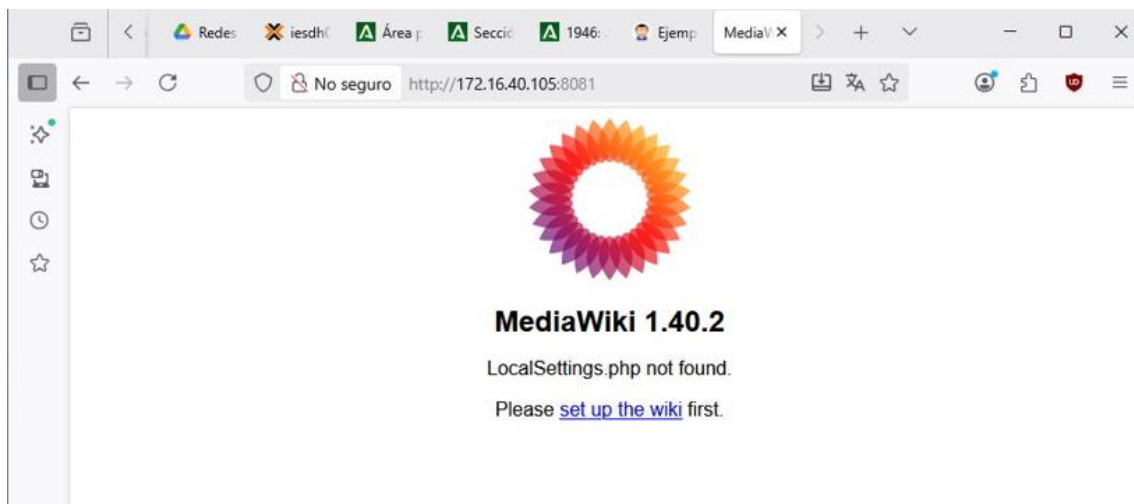 Redes iesdh Área p Secció 1946: Ejemp MediaW
No seguro http://172.16.40.105:8081
MediaWiki 1.40.2
LocalSettings.php not found.
Please set up the wiki first.